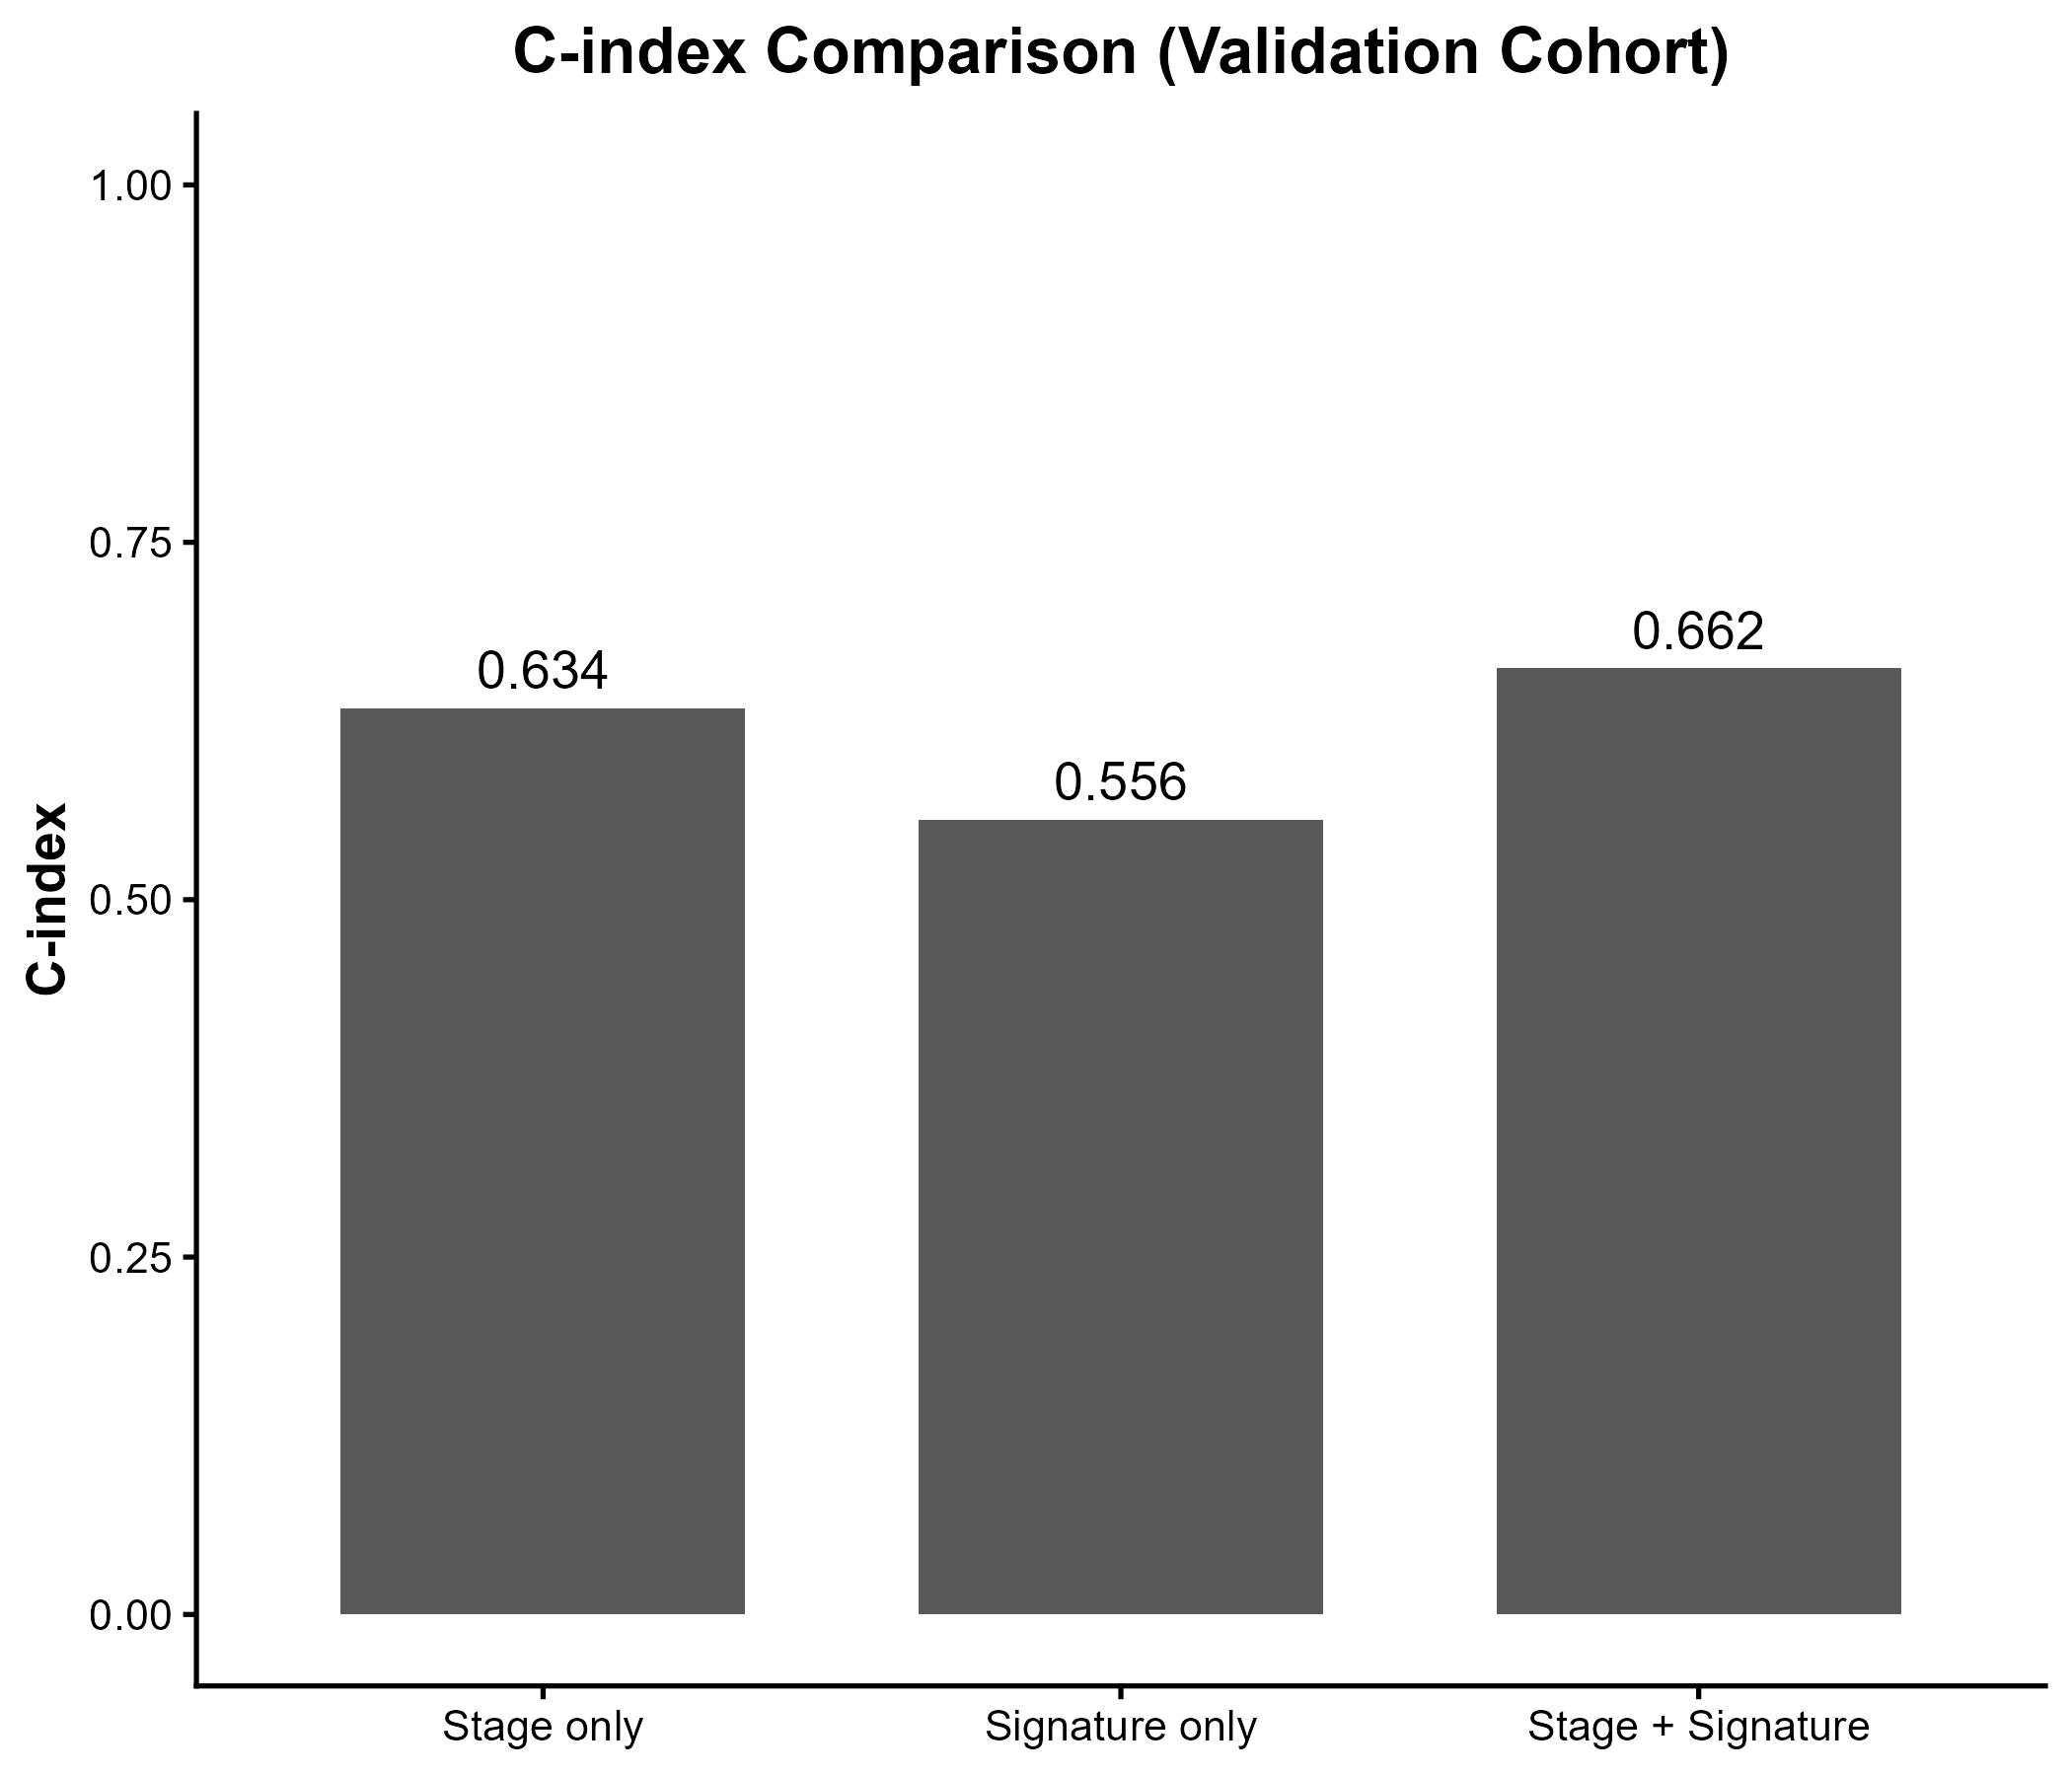 C-index Comparison (Validation Cohort)
C-index
1.00
0.75
0.50
0.25
0.00
0.634
0.556
0.662
Stage only
Signature only
Stage + Signature